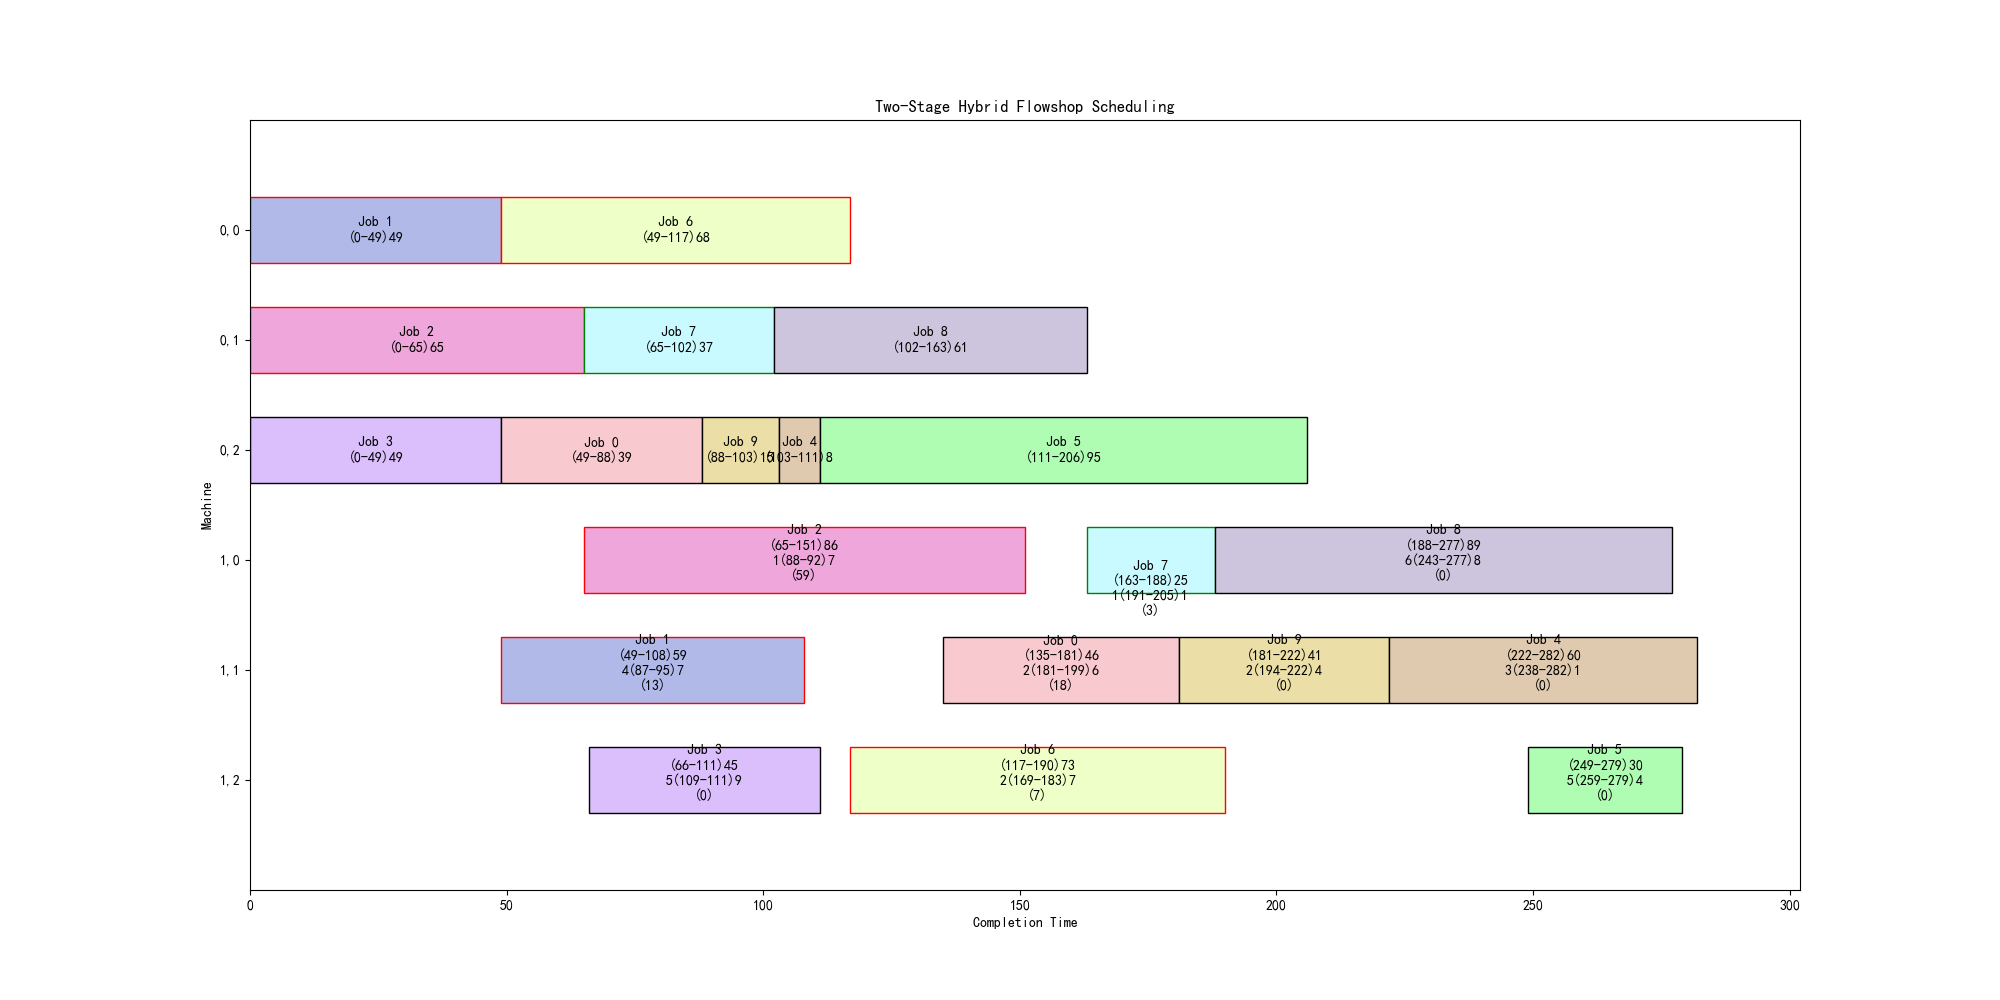 Two-Stage Hybrid Flowshop Scheduling
Machine
0,0
Job 1
(0-49)49
Job 6
(49-117)68
0,1
Job 2
(0-65)65
Job 7
(65-102)37
Job 8
(102-163)61
0,2
Job 3
(0-49)49
Job 0
(49-88)39
Job 9
(88-103)15
Job 4
(103-111)8
Job 5
(111-206)95
1,0
Job 2
(65-151)86
1(88-92)7
(59)
Job 7
(163-188)25
1(191-205)1
(3)
Job 8
(188-277)89
6(243-277)8
(0)
1,1
Job 1
(49-108)59
4(87-95)7
(13)
Job 0
(135-181)46
2(181-199)6
(18)
Job 9
(181-222)41
2(194-222)4
(0)
Job 4
(222-282)60
3(238-282)1
(0)
1,2
Job 3
(66-111)45
5(109-111)9
(0)
Job 6
(117-190)73
2(169-183)7
(7)
Job 5
(249-279)30
5(259-279)4
(0)
0 50 100 150 200 250 300
Completion Time